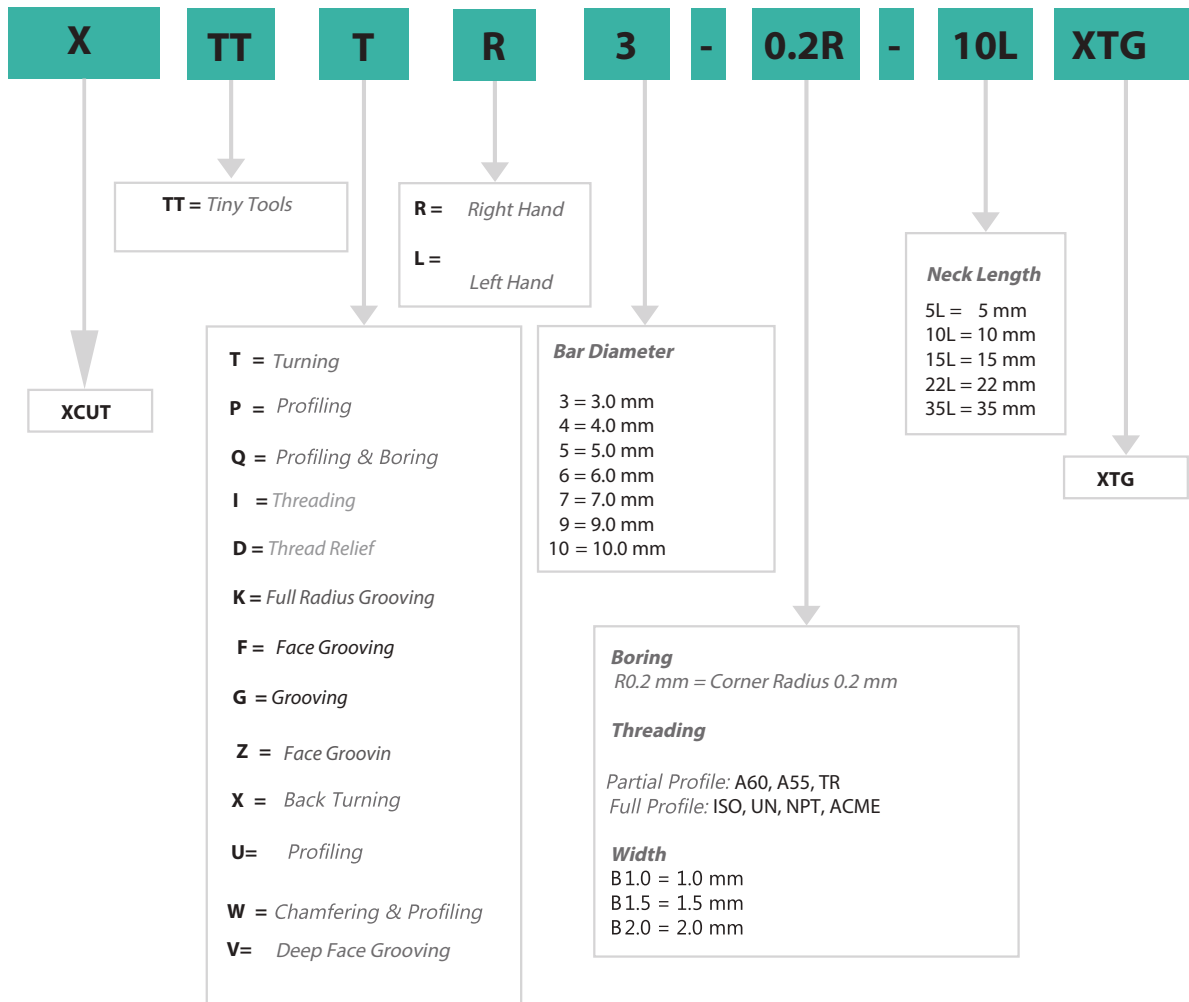 X TT T R 3 - 0.2R - 10L XTG
TT = Tiny Tools
R = Right Hand
L =
Left Hand
Neck Length
5L = 5 mm
10L = 10 mm
15L = 15 mm
22L = 22 mm
35L = 35 mm
XCUT
T = Turning
P = Profiling
Q = Profiling & Boring
I = Threading
D = Thread Relief
K = Full Radius Grooving
F = Face Grooving
G = Grooving
Z = Face Groovin
X = Back Turning
U= Profiling
W = Chamfering & Profiling
V= Deep Face Grooving
Bar Diameter
3 = 3.0 mm
4 = 4.0 mm
5 = 5.0 mm
6 = 6.0 mm
7 = 7.0 mm
9 = 9.0 mm
10 = 10.0 mm
XTG
Boring
R0.2 mm = Corner Radius 0.2 mm
Threading
Partial Profile: A60, A55, TR
Full Profile: ISO, UN, NPT, ACME
Width
B 1.0 = 1.0 mm
B 1.5 = 1.5 mm
B 2.0 = 2.0 mm